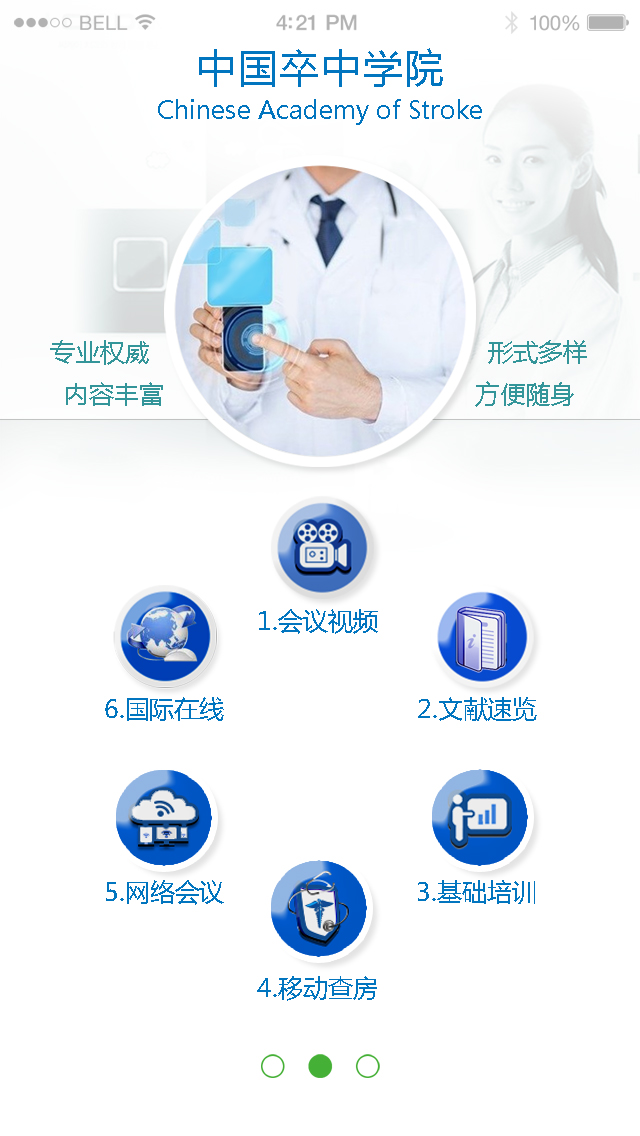 BELL 4:21 PM 100%
中国卒中学院
Chinese Academy of Stroke
专业权威
内容丰富
形式多样
方便随身
1.会议视频
6.国际在线
2.文献速览
5.网络会议
3.基础培训
4.移动查房